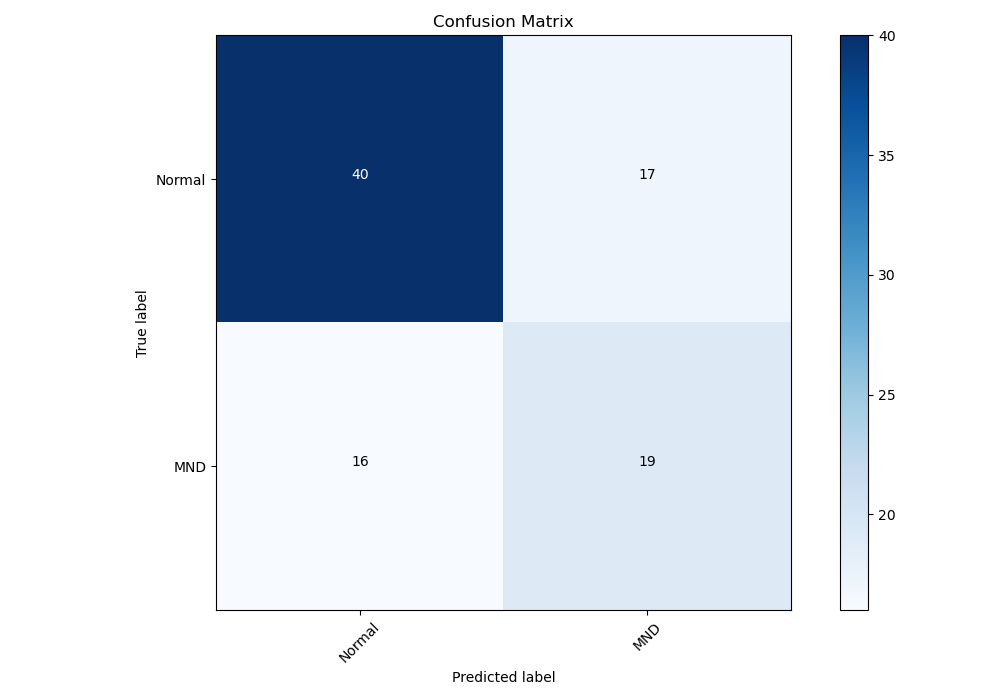 Confusion Matrix
40
35
30
25
20
Normal
MND
40
17
16
19
True label
Normal
MND
Predicted label